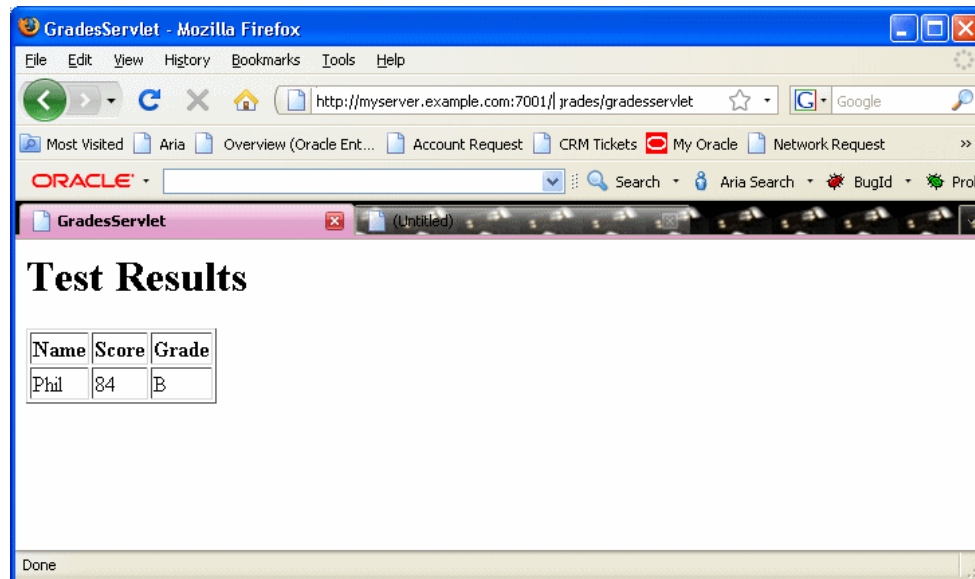 GradesServlet - Mozilla Firefox
File Edit View History Bookmarks Tools Help
http://myserver.example.com:7001/ grades/gradesservlet G Google
Most Visited Aria Overview (Oracle Ent... Account Request CRM Tickets My Oracle Network Request »
ORACLE Search Aria Search BugId
GradesServlet (Untitled)
Test Results
Name Score Grade
Phil 84 B
Done